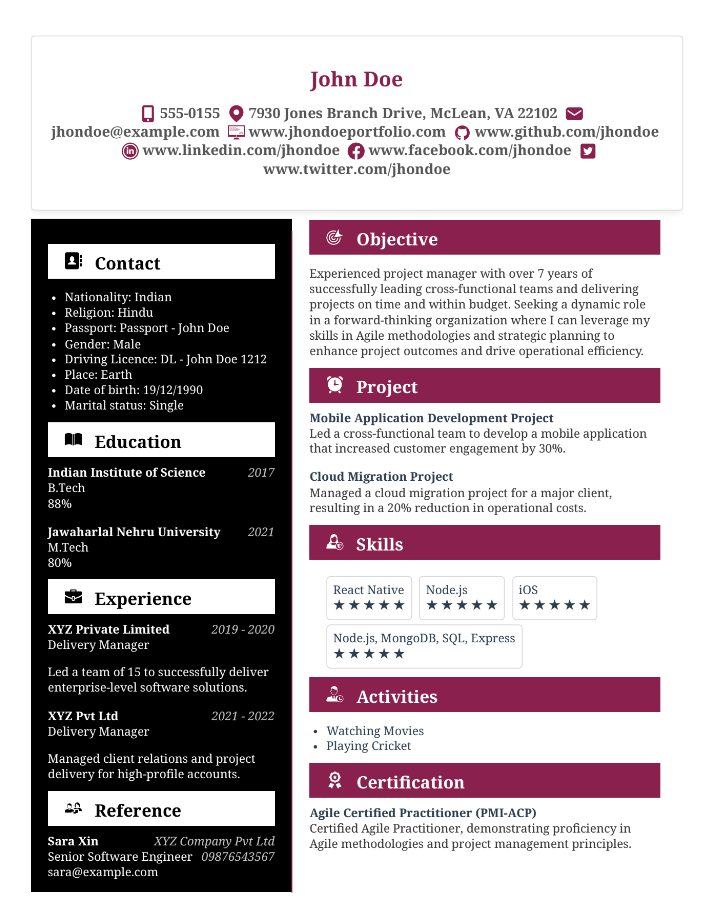 John Doe
555-0155 7930 Jones Branch Drive, McLean, VA 22102
jhondoe@example.com www.jhondoeportfolio.com www.github.com/jhondoe
www.linkedin.com/jhondoe www.facebook.com/jhondoe
www.twitter.com/jhondoe
Contact
• Nationality: Indian
• Religion: Hindu
• Passport: Passport - John Doe
• Gender: Male
• Driving Licence: DL - John Doe 1212
• Place: Earth
• Date of birth: 19/12/1990
• Marital status: Single
Education
Indian Institute of Science 2017
B.Tech
88%
Jawaharlal Nehru University 2021
M.Tech
80%
Experience
XYZ Private Limited 2019 - 2020
Delivery Manager
Led a team of 15 to successfully deliver
enterprise-level software solutions.
XYZ Pvt Ltd 2021 - 2022
Delivery Manager
Managed client relations and project
delivery for high-profile accounts.
Reference
Sara Xin XYZ Company Pvt Ltd
Senior Software Engineer 09876543567
sara@example.com
Objective
Experienced project manager with over 7 years of
successfully leading cross-functional teams and delivering
projects on time and within budget. Seeking a dynamic role
in a forward-thinking organization where I can leverage my
skills in Agile methodologies and strategic planning to
enhance project outcomes and drive operational efficiency.
Project
Mobile Application Development Project
Led a cross-functional team to develop a mobile application
that increased customer engagement by 30%.
Cloud Migration Project
Managed a cloud migration project for a major client,
resulting in a 20% reduction in operational costs.
Skills
React Native Node.js iOS
★★★★★ ★★★★★ ★★★★★
Node.js, MongoDB, SQL, Express
★★★★★
Activities
• Watching Movies
• Playing Cricket
Certification
Agile Certified Practitioner (PMI-ACP)
Certified Agile Practitioner, demonstrating proficiency in
Agile methodologies and project management principles.